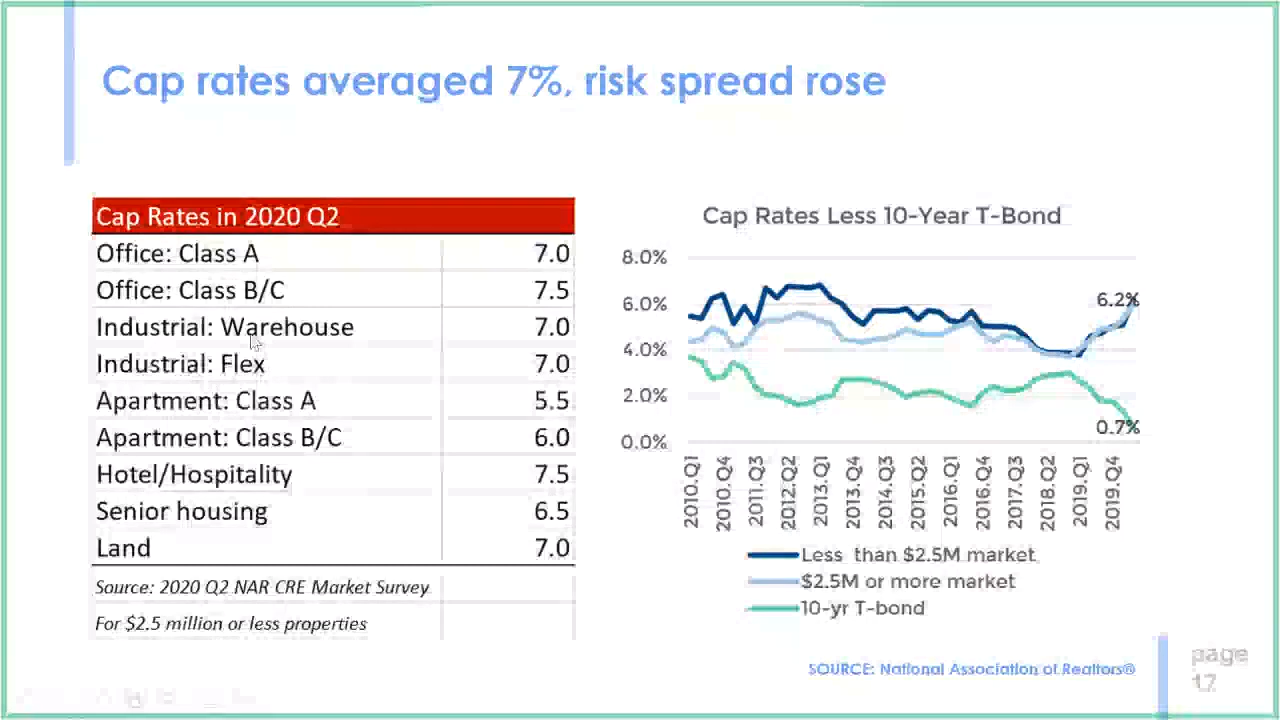 Cap rates averaged 7%, risk spread rose
Cap Rates in 2020 Q2
Office: Class A 7.0
Office: Class B/C 7.5
Industrial: Warehouse 7.0
Industrial: Flex 7.0
Apartment: Class A 5.5
Apartment: Class B/C 6.0
Hotel/Hospitality 7.5
Senior housing 6.5
Land 7.0
Source: 2020 Q2 NAR CRE Market Survey
For $2.5 million or less properties
Cap Rates Less 10-Year T-Bond
8.0%
6.0%
4.0%
2.0%
0.0%
6.2%
0.7%
2010.Q1
2010.Q4
2011.Q3
2012.Q2
2013.Q1
2013.Q4
2014.Q3
2015.Q2
2016.Q1
2016.Q4
2017.Q3
2018.Q2
2019.Q1
2019.Q4
Less than $2.5M market
$2.5M or more market
10-yr T-bond
SOURCE: National Association of Realtors®
page
17